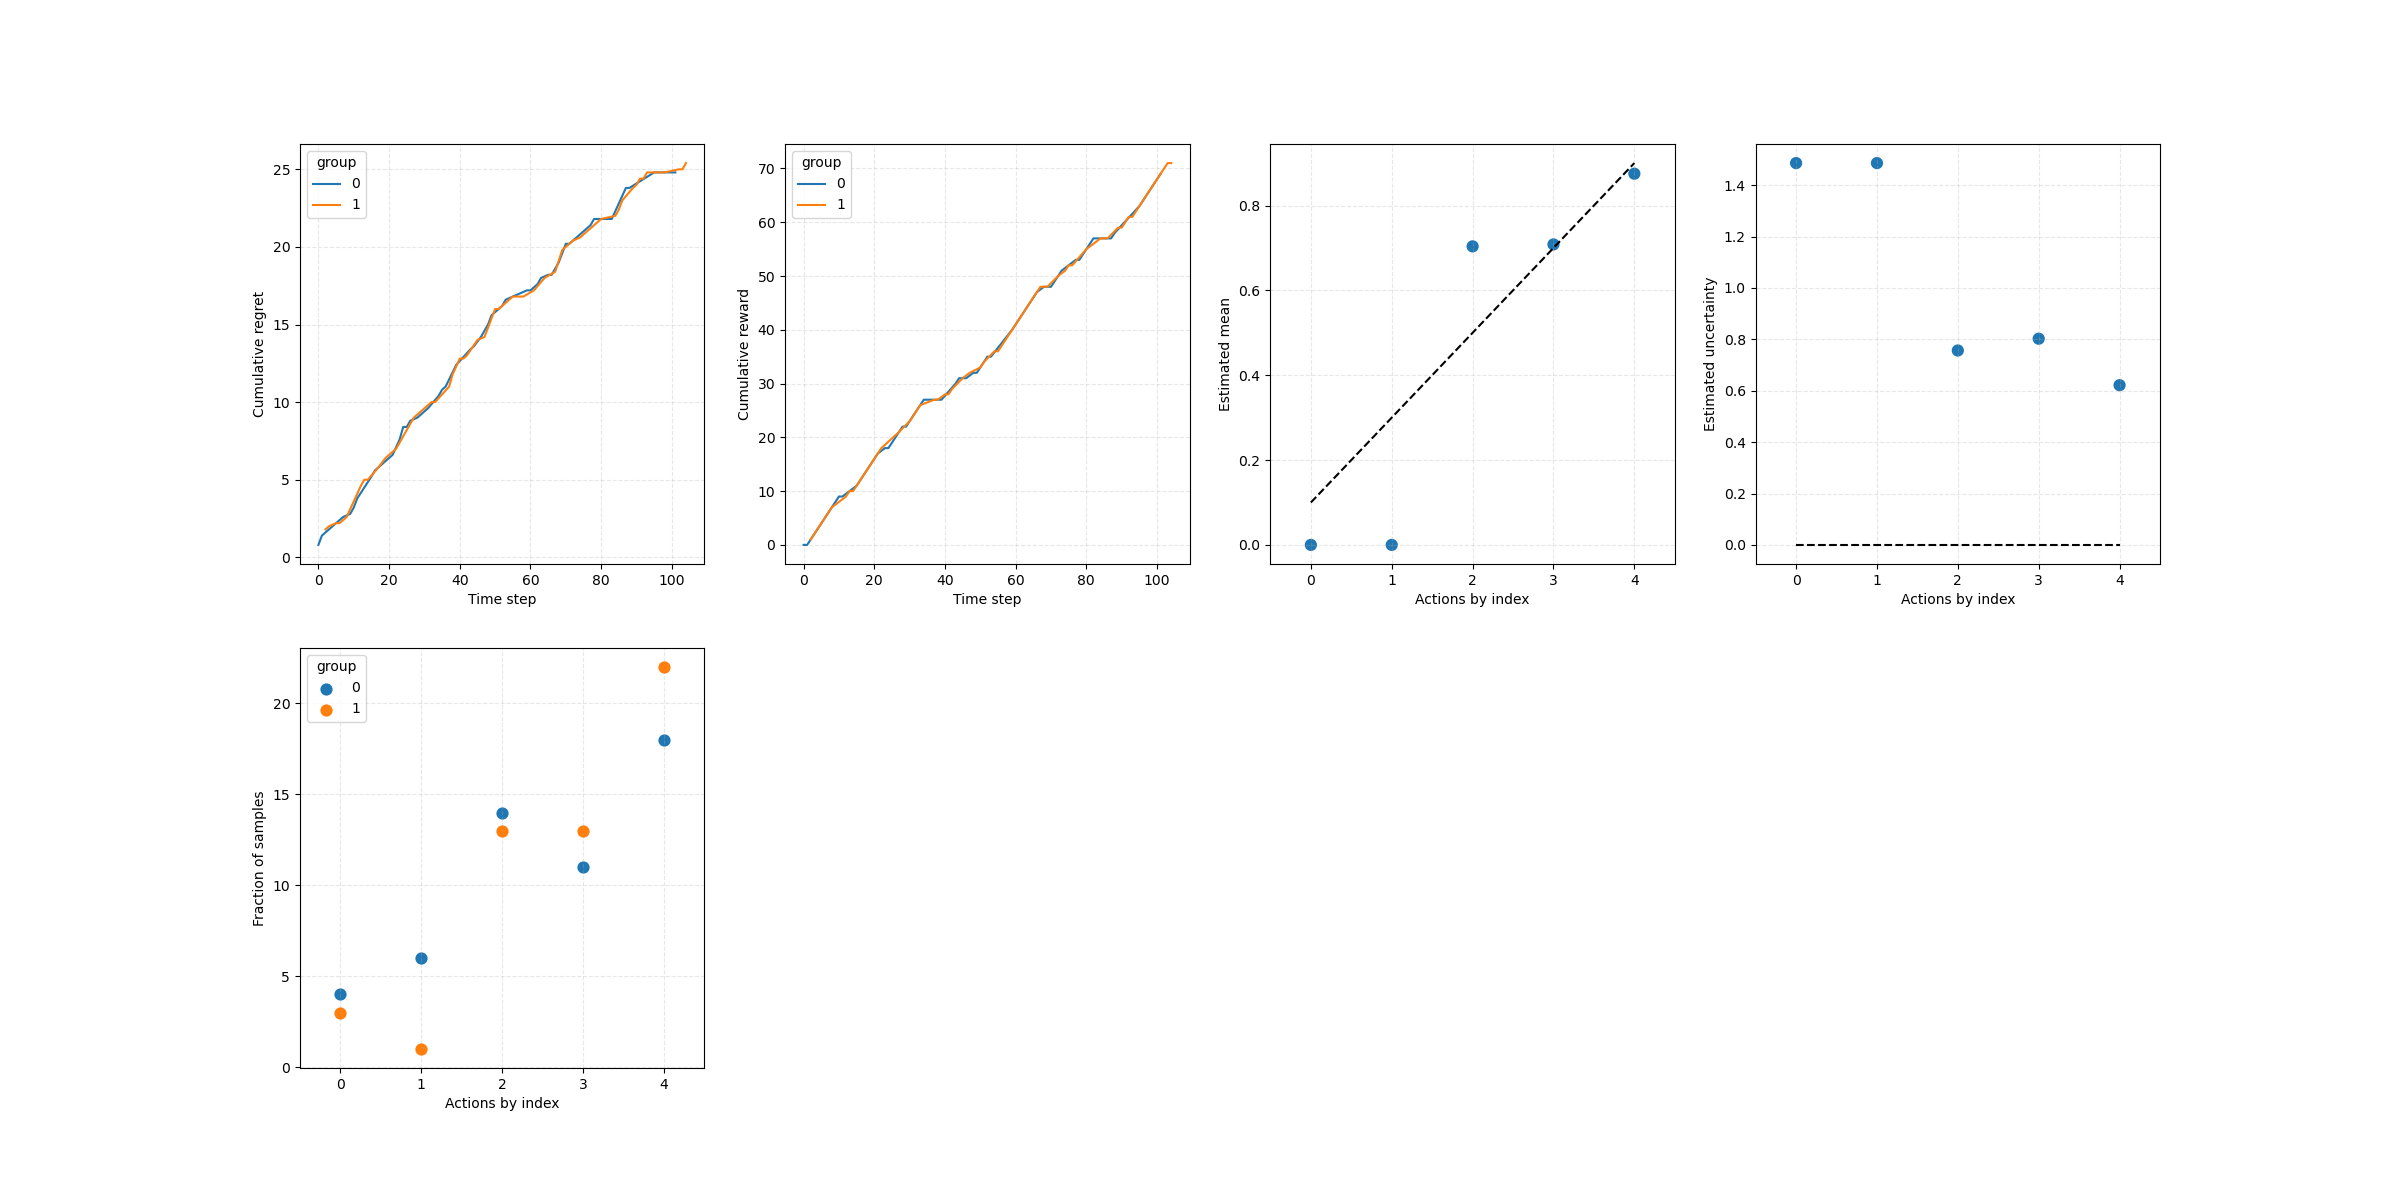 group
0
1
25
20
15
10
5
0
0 20 40 60 80 100
Time step
Cumulative regret
group
0
1
70
60
50
40
30
20
10
0
0 20 40 60 80 100
Time step
Cumulative reward
0.8
0.6
0.4
0.2
0.0
0 1 2 3 4
Actions by index
Estimated mean
1.4
1.2
1.0
0.8
0.6
0.4
0.2
0.0
0 1 2 3 4
Actions by index
Estimated uncertainty
group
0
1
20
15
10
5
0
0 1 2 3 4
Actions by index
Fraction of samples